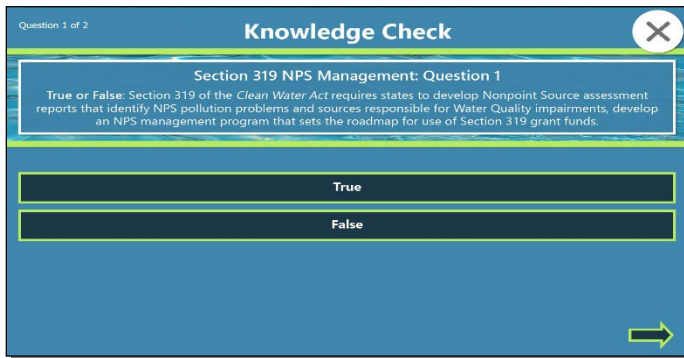 Question 1 of 2
Knowledge Check
Section 319 NPS Management: Question 1
True or False: Section 319 of the Clean Water Act requires states to develop Nonpoint Source assessment
reports that identify NPS pollution problems and sources responsible for Water Quality impairments, develop
an NPS management program that sets the roadmap for use of Section 319 grant funds.
True
False